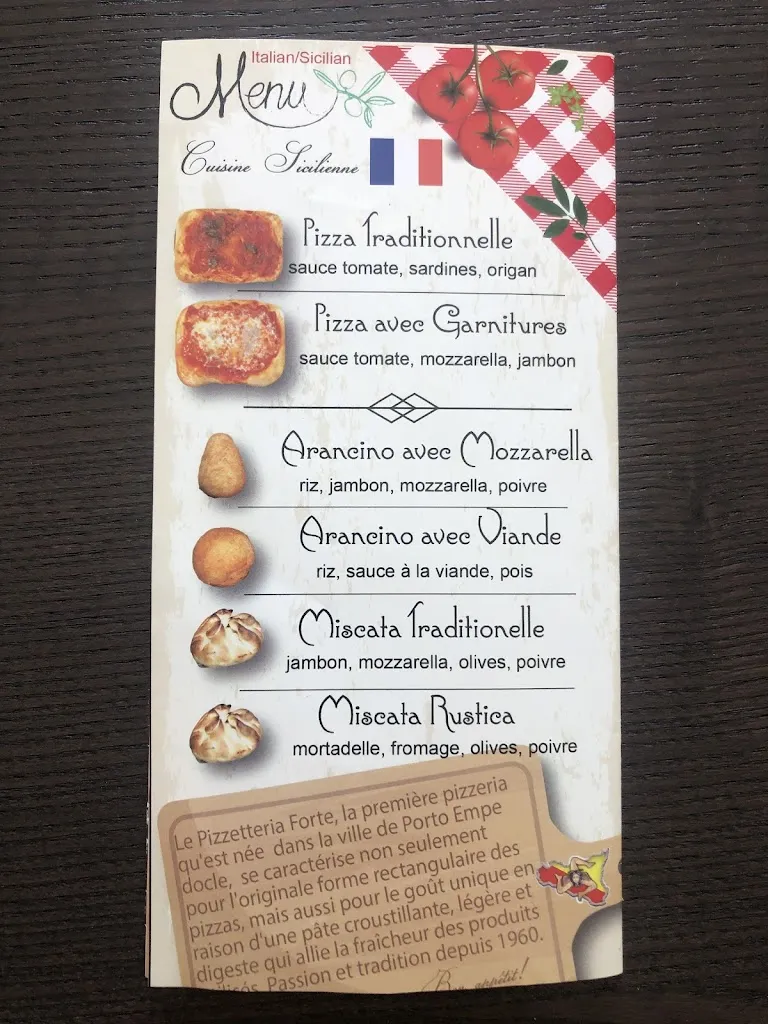 Italian/Sicilian
Menu
Cuisine Sicilienne
Pizza Traditionnelle
sauce tomate, sardines, origan
Pizza avec Garnitures
sauce tomate, mozzarella, jambon
Arancino avec Mozzarella
riz, jambon, mozzarella, poivre
Arancino avec Viande
riz, sauce à la viande, pois
Miscata Traditionelle
jambon, mozzarella, olives, poivre
Miscata Rustica
mortadelle, fromage, olives, poivre
Le Pizzetteria Forte, la première pizzeria
qu'est née dans la ville de Porto Empe
docle, se caractérise non seulement
pour l'originale forme rectangulaire des
pizzas, mais aussi pour le goût unique en
raison d'une pâte croustillante, légère et
digeste qui allie la fraîcheur des produits
Passion et tradition depuis 1960.
Bon appétit!